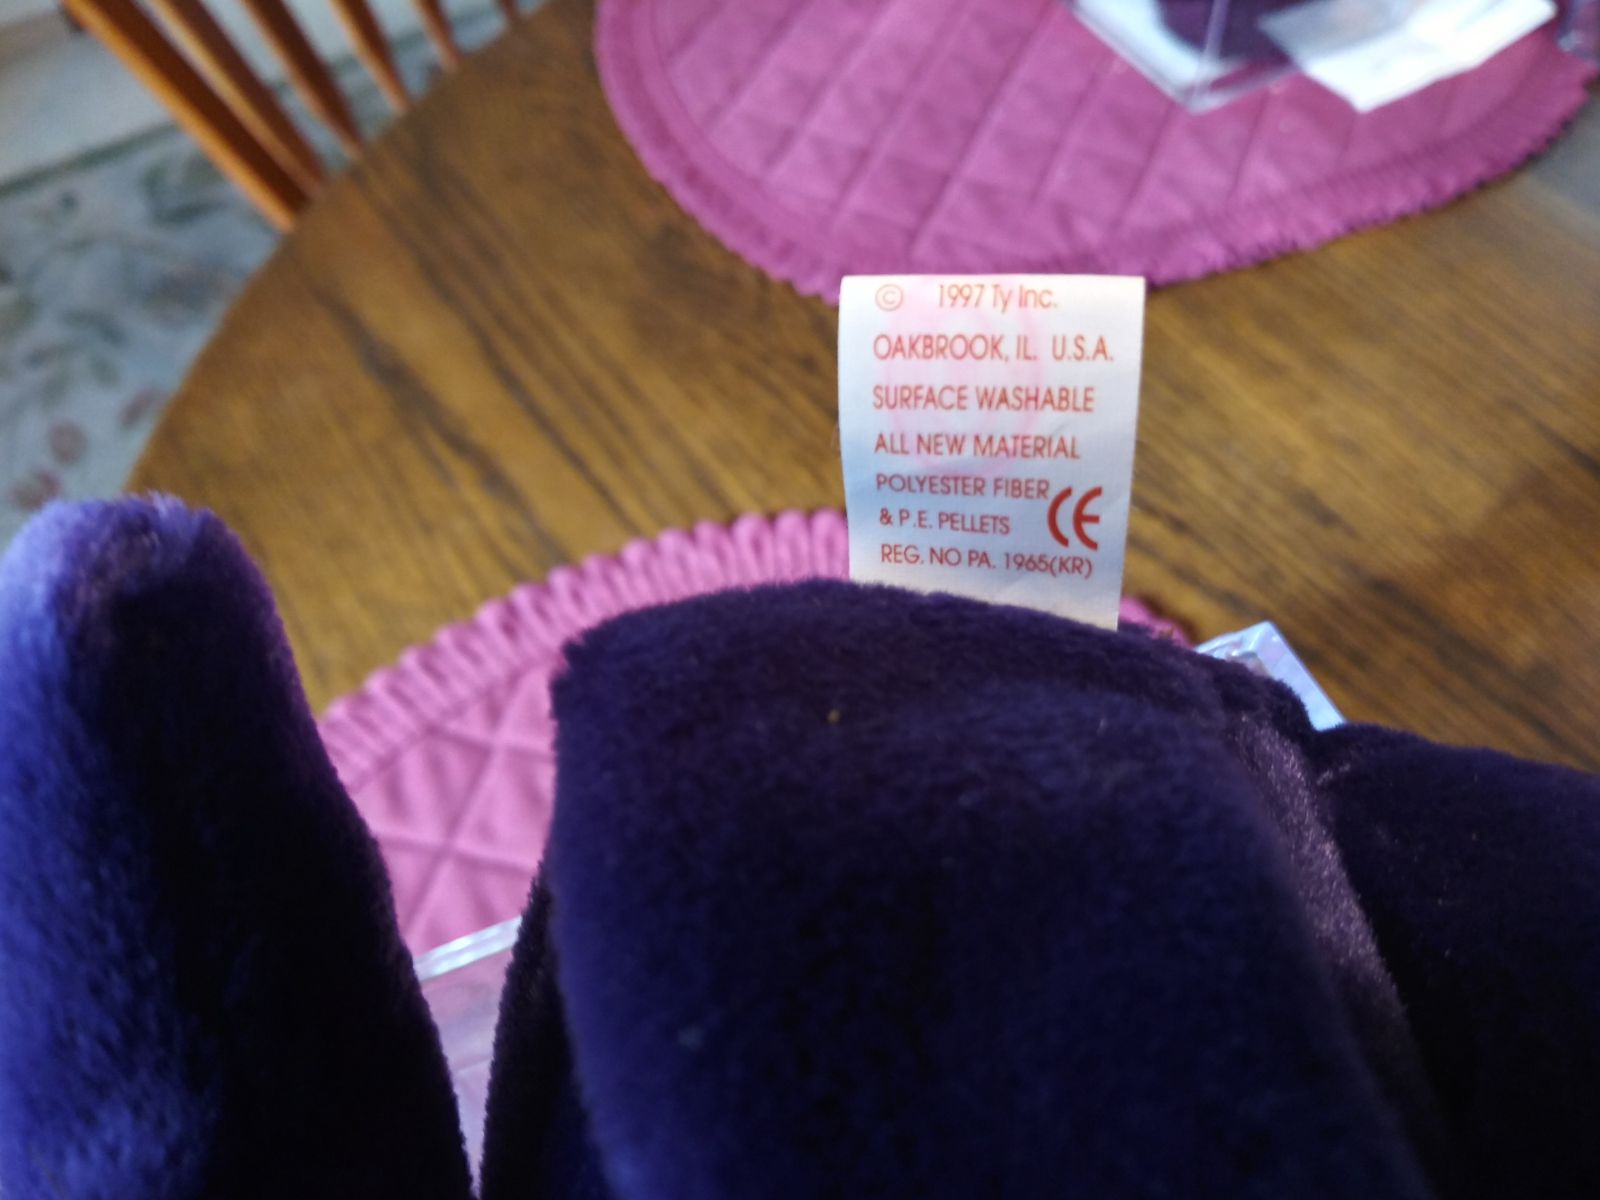 © 1997 Ty Inc.
OAKBROOK, IL. U.S.A.
SURFACE WASHABLE
ALL NEW MATERIAL
POLYESTER FIBER
& P.E. PELLETS CE
REG. NO PA. 1965(KR)